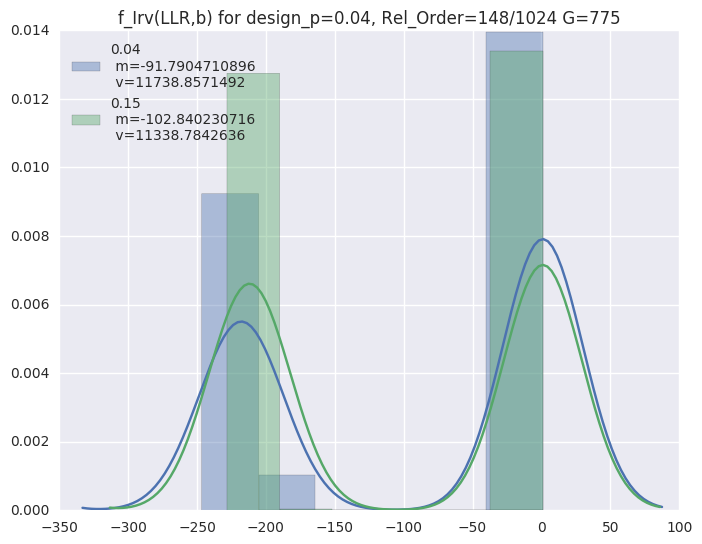 f_Irv(LLR,b) for design_p=0.04, Rel_Order=148/1024 G=775
0.014
0.012
0.010
0.008
0.006
0.004
0.002
0.000
0.04
m=-91.7904710896
v=11738.8571492
0.15
m=-102.840230716
v=11338.7842636
−350 −300 −250 −200 −150 −100 −50 0 50 100